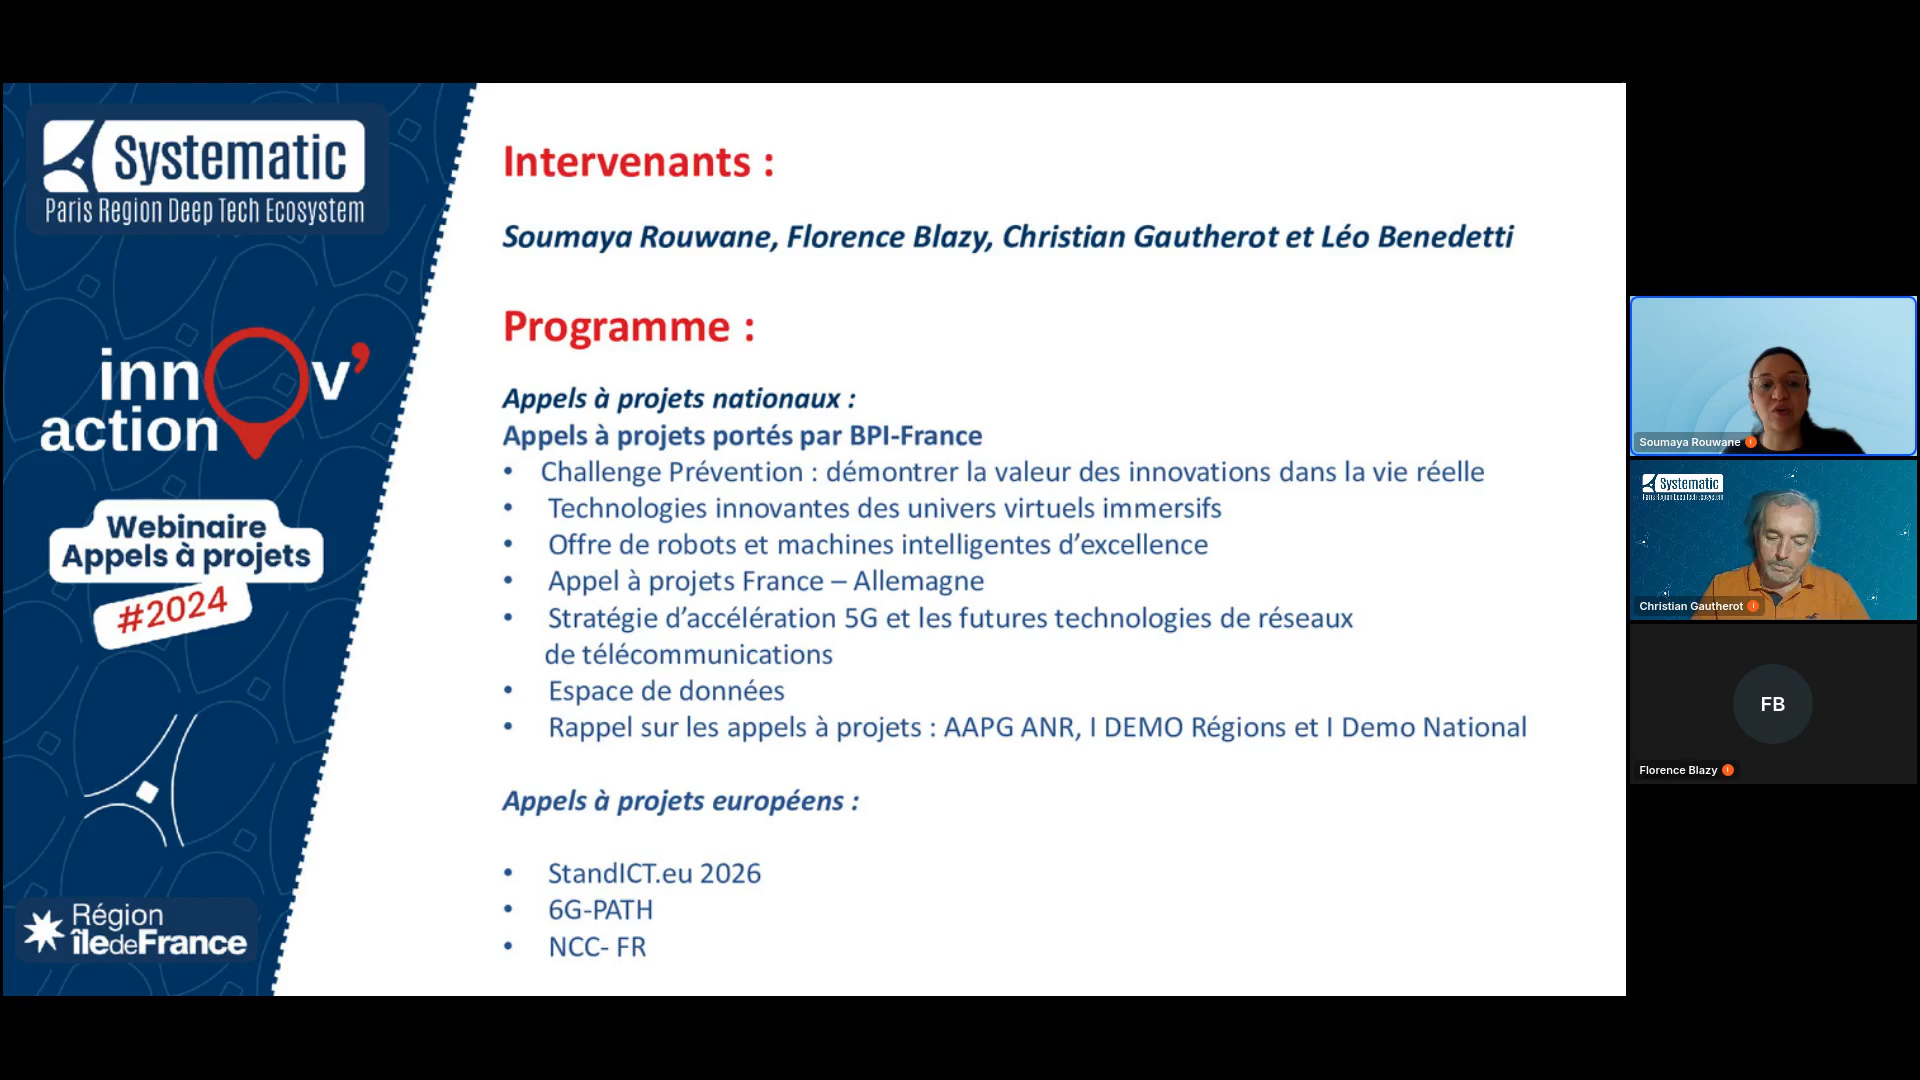 Systematic
Paris Region Deep Tech Ecosystem
innov'
action
Webinaire
Appels à projets
#2024
Région
îledeFrance
Intervenants :
Soumaya Rouwane, Florence Blazy, Christian Gautherot et Léo Benedetti
Programme :
Appels à projets nationaux :
Appels à projets portés par BPI-France
• Challenge Prévention : démontrer la valeur des innovations dans la vie réelle
• Technologies innovantes des univers virtuels immersifs
• Offre de robots et machines intelligentes d’excellence
• Appel à projets France – Allemagne
• Stratégie d’accélération 5G et les futures technologies de réseaux
de télécommunications
• Espace de données
• Rappel sur les appels à projets : AAPG ANR, I DEMO Régions et I Demo National
Appels à projets européens :
• StandICT.eu 2026
• 6G-PATH
• NCC- FR
Soumaya Rouwane
Systematic
Paris Region Deep Tech Ecosystem
Christian Gautherot
FB
Florence Blazy